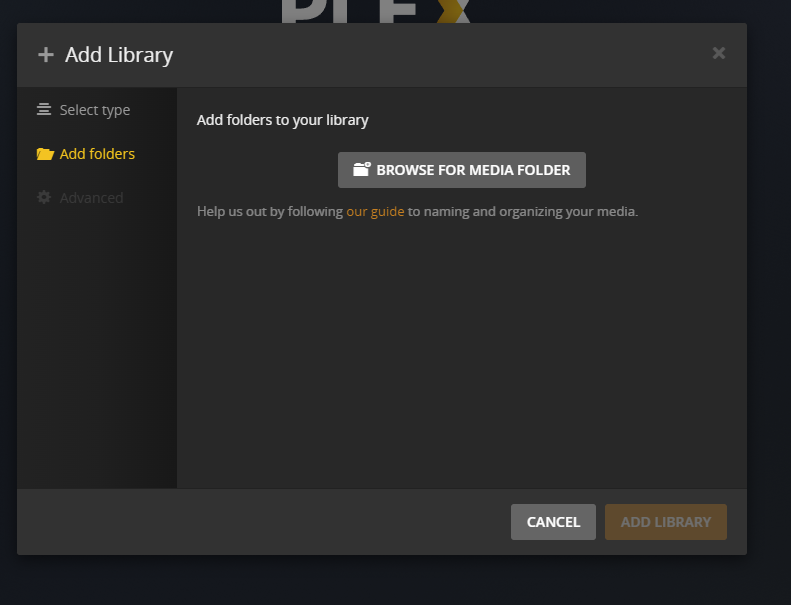 PLEX
Add Library
Select type
Add folders
Advanced
Add folders to your library
BROWSE FOR MEDIA FOLDER
Help us out by following our guide to naming and organizing your media.
CANCEL
ADD LIBRARY